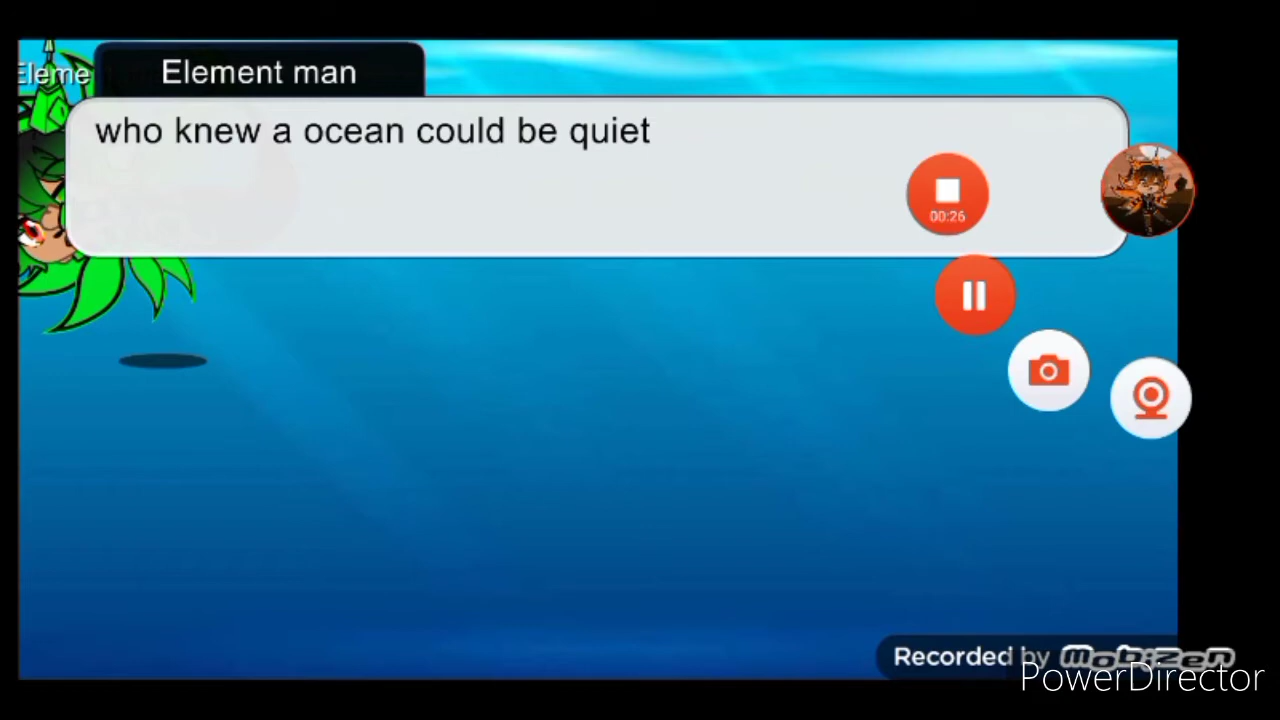 Eleme
Element man
who knew a ocean could be quiet
00:26
Recorded by Mobizen
PowerDirector